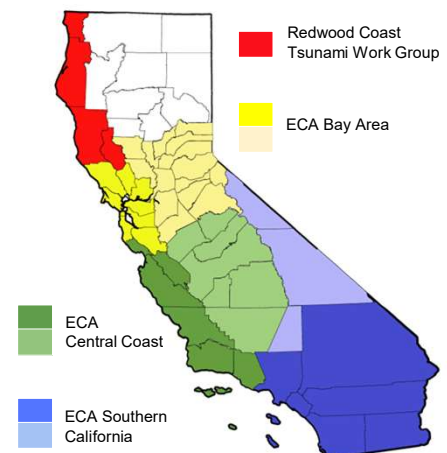 Redwood Coast
Tsunami Work Group
ECA Bay Area
ECA
Central Coast
ECA Southern
California